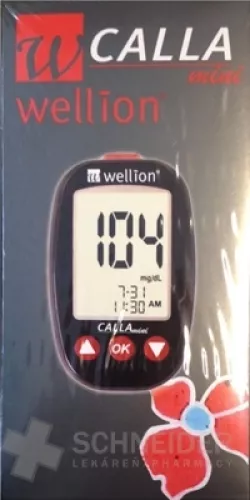 W CALLA
mini
wellion
W wellion®
104
mg/dL
7-31
11:30 AM
CALLA mini
OK
SCHNEIDER
LEKÁREŇ PHARMACY